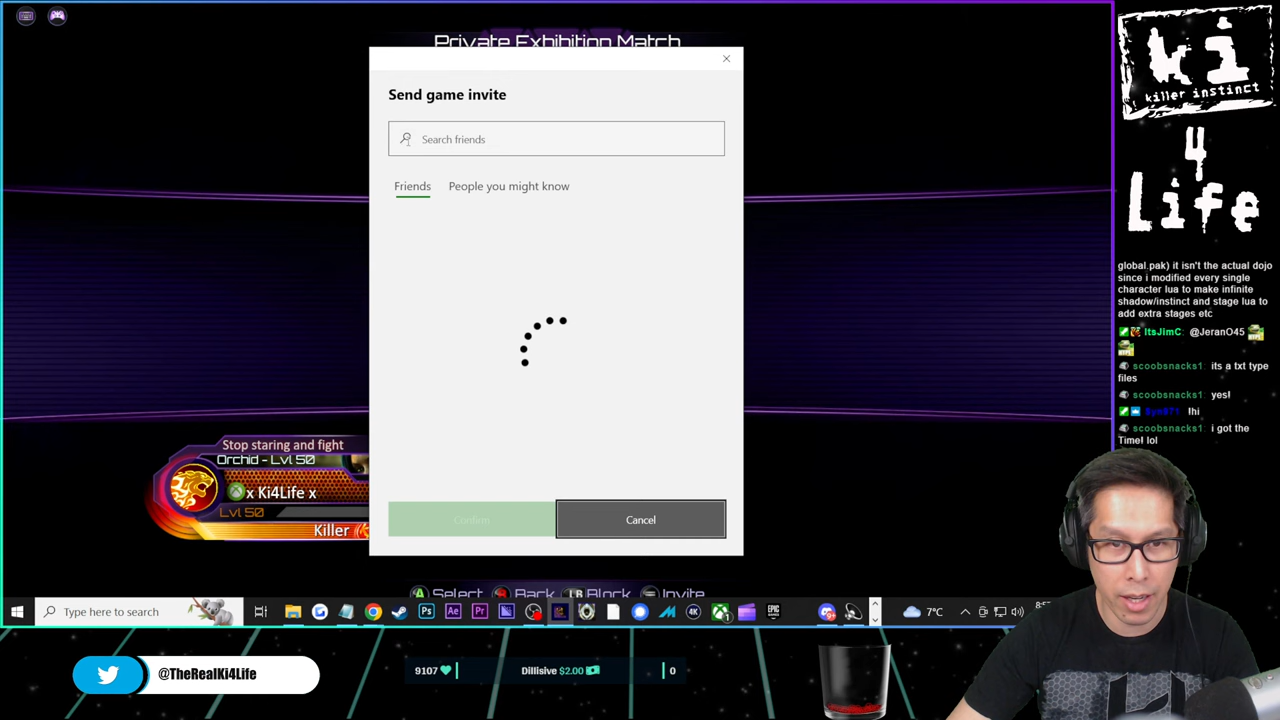 Private Exhibition Match
Send game invite
Search friends
Friends People you might know
Confirm Cancel
Stop staring and fight
Orchid - Lvl 50
x Ki4Life x
Lvl 50
Killer
Select Back LB Block Invite
Type here to search
7°C
@TheRealKi4Life
9107
Dillisive $2.00
0
ki
killer instinct
4
Life
global.pak) it isn't the actual dojo
since i modified every single
character lua to make infinite
shadow/instinct and stage lua to
add extra stages etc
ItsJimC: @JeranO45
scoobsnacks1: its a txt type
files
scoobsnacks1: yes!
!hi
scoobsnacks1: i got the
Time! lol